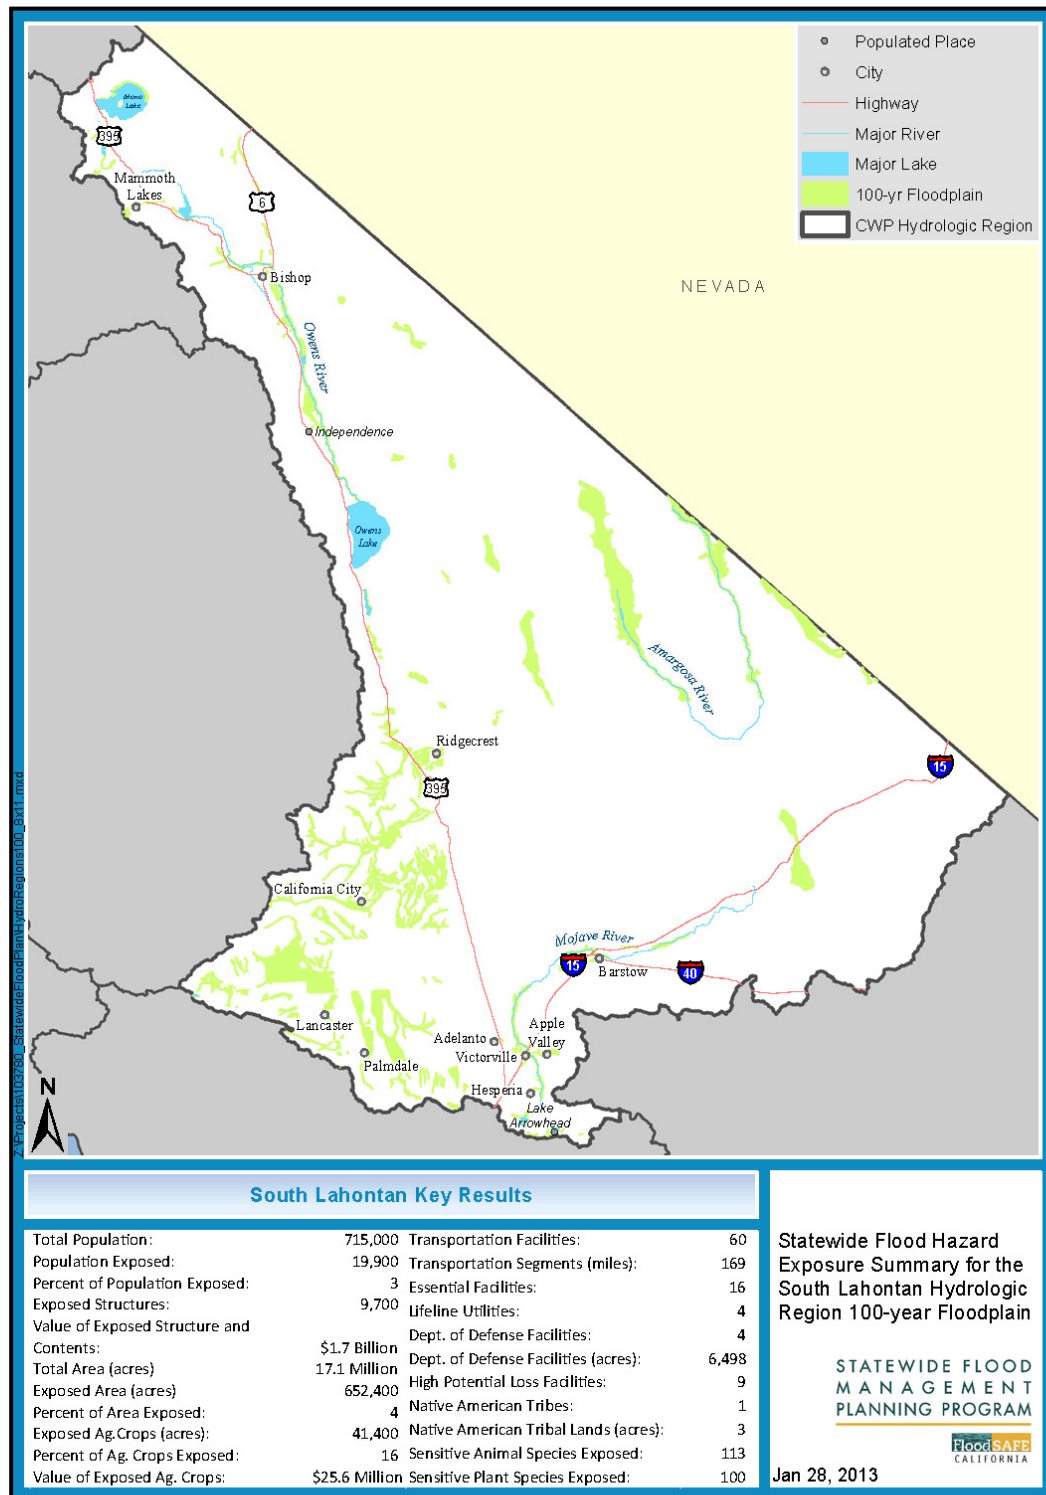 Populated Place
City
Highway
Major River
Major Lake
100-yr Floodplain
CWP Hydrologic Region
NEVADA
Mono
Lake
395
Mammoth
Lakes
6
Bishop
Owens River
Independence
Owens
Lake
Amargosa River
Ridgecrest
395
15
California City
Mojave River
15
Barstow
40
Lancaster
Palmdale
Adelanto
Apple
Valley
Victorville
Hesperia
Lake
Arrowhead
N
Z:\Projects\103780_StatewideFloodPlan\HydroRegions100_8x11.mxd
South Lahontan Key Results
Total Population: 715,000
Population Exposed: 19,900
Percent of Population Exposed: 3
Exposed Structures: 9,700
Value of Exposed Structure and
Contents: $1.7 Billion
Total Area (acres) 17.1 Million
Exposed Area (acres) 652,400
Percent of Area Exposed: 4
Exposed Ag.Crops (acres): 41,400
Percent of Ag. Crops Exposed: 16
Value of Exposed Ag. Crops: $25.6 Million
Transportation Facilities: 60
Transportation Segments (miles): 169
Essential Facilities: 16
Lifeline Utilities: 4
Dept. of Defense Facilities: 4
Dept. of Defense Facilities (acres): 6,498
High Potential Loss Facilities: 9
Native American Tribes: 1
Native American Tribal Lands (acres): 3
Sensitive Animal Species Exposed: 113
Sensitive Plant Species Exposed: 100
Statewide Flood Hazard
Exposure Summary for the
South Lahontan Hydrologic
Region 100-year Floodplain
STATEWIDE FLOOD
MANAGEMENT
PLANNING PROGRAM
FloodSAFE
CALIFORNIA
Jan 28, 2013